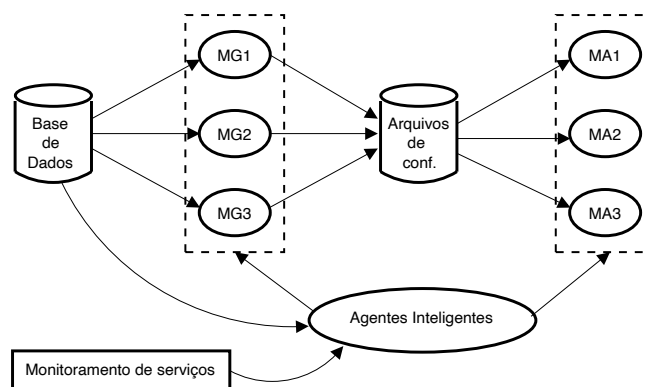 MG1
MG2
MG3
Base
de
Dados
Arquivos
de
conf.
MA1
MA2
MA3
Agentes Inteligentes
Monitoramento de serviços